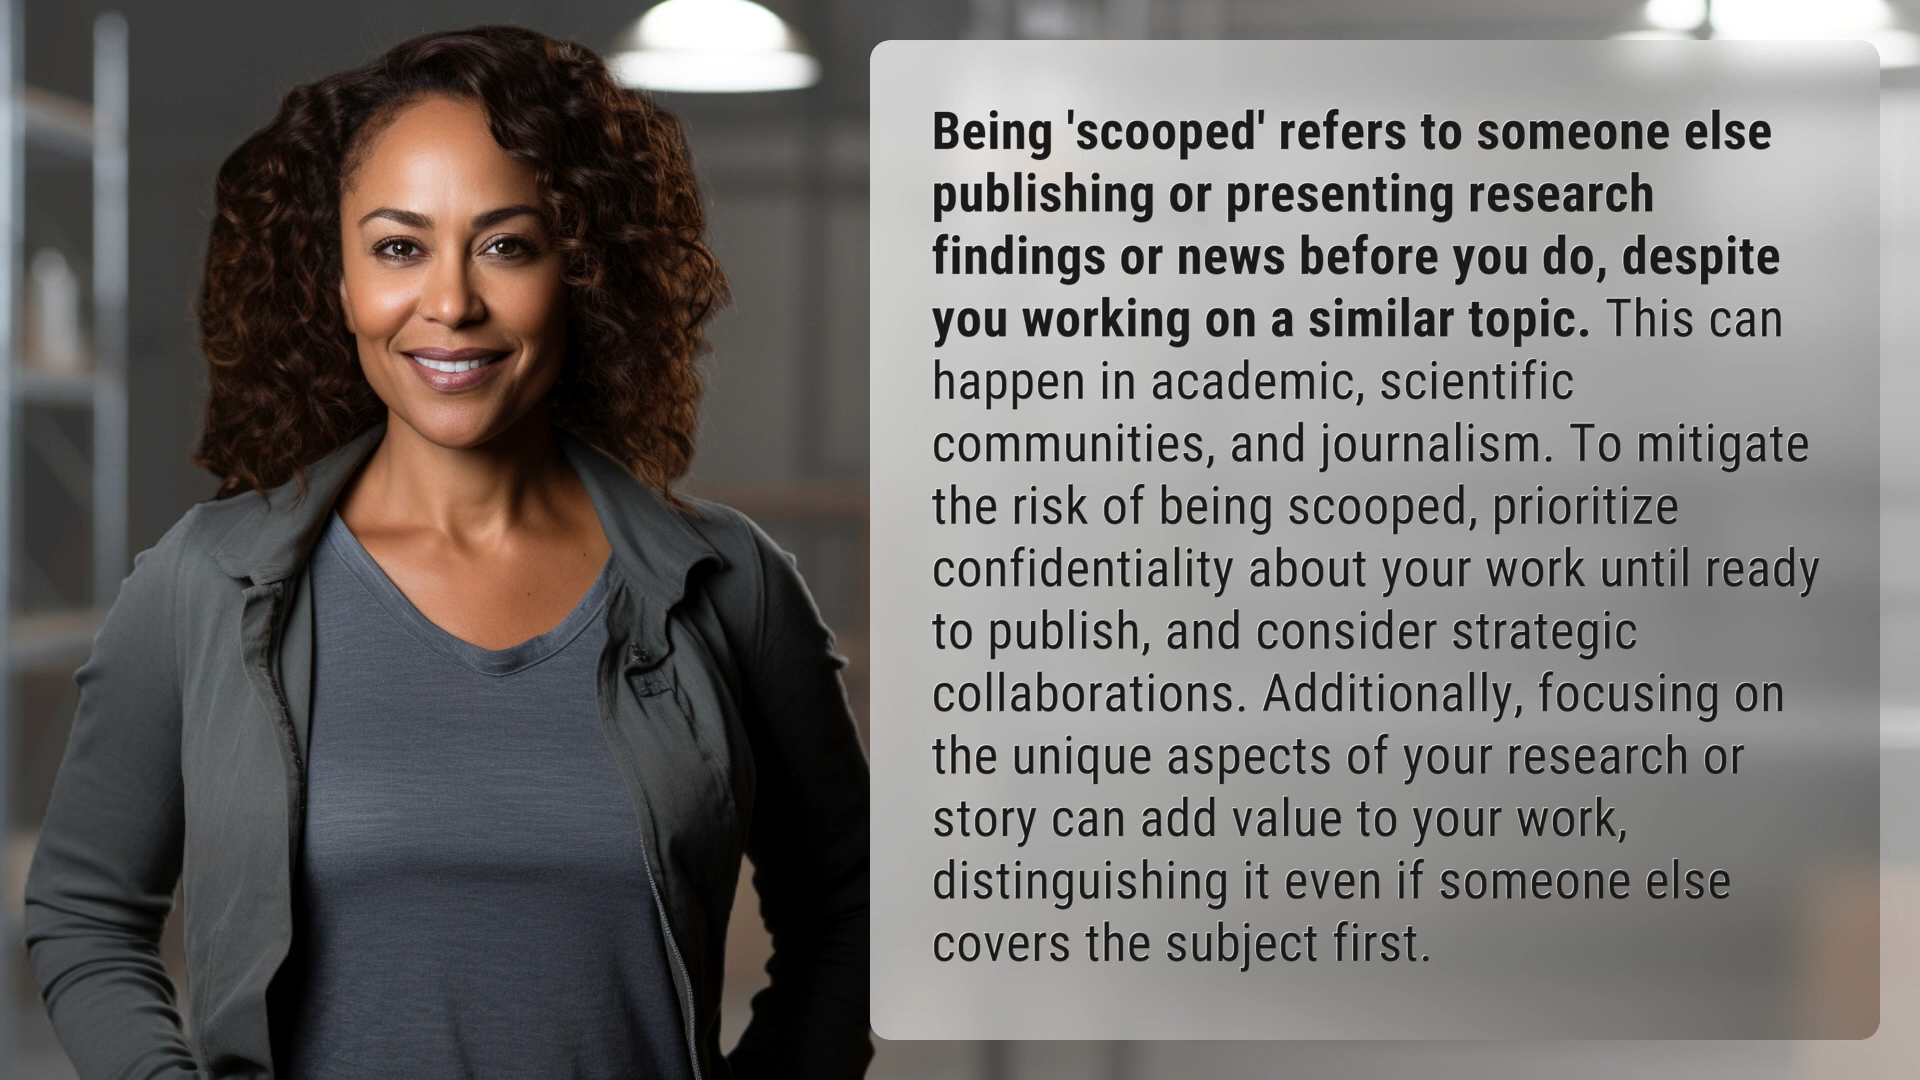 Being 'scooped' refers to someone else
publishing or presenting research
findings or news before you do, despite
you working on a similar topic. This can
happen in academic, scientific
communities, and journalism. To mitigate
the risk of being scooped, prioritize
confidentiality about your work until ready
to publish, and consider strategic
collaborations. Additionally, focusing on
the unique aspects of your research or
story can add value to your work,
distinguishing it even if someone else
covers the subject first.